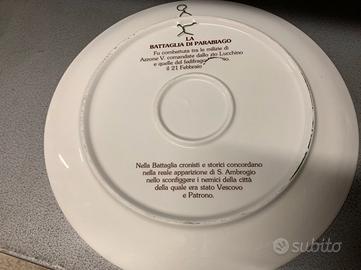 LA
BATTAGLIA DI PARABIAGO
Fu combattuta tra le milizie di
Azzone V. comandate dallo zio Lucchino
e quelle del
il 21 Febbraio
Nella Battaglia cronisti e storici concordano
nella reale apparizione di S. Ambrogio
nello sconfiggere i nemici della città
della quale era stato Vescovo
e Patrono.
subito